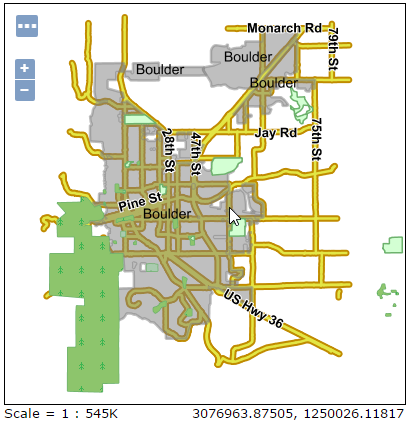 Monarch Rd
79th St
Boulder
Boulder
Boulder
75th St
Jay Rd
28th St
47th St
Pine St
Boulder
US Hwy 36
Scale = 1 : 545K
3076963.87505, 1250026.11817